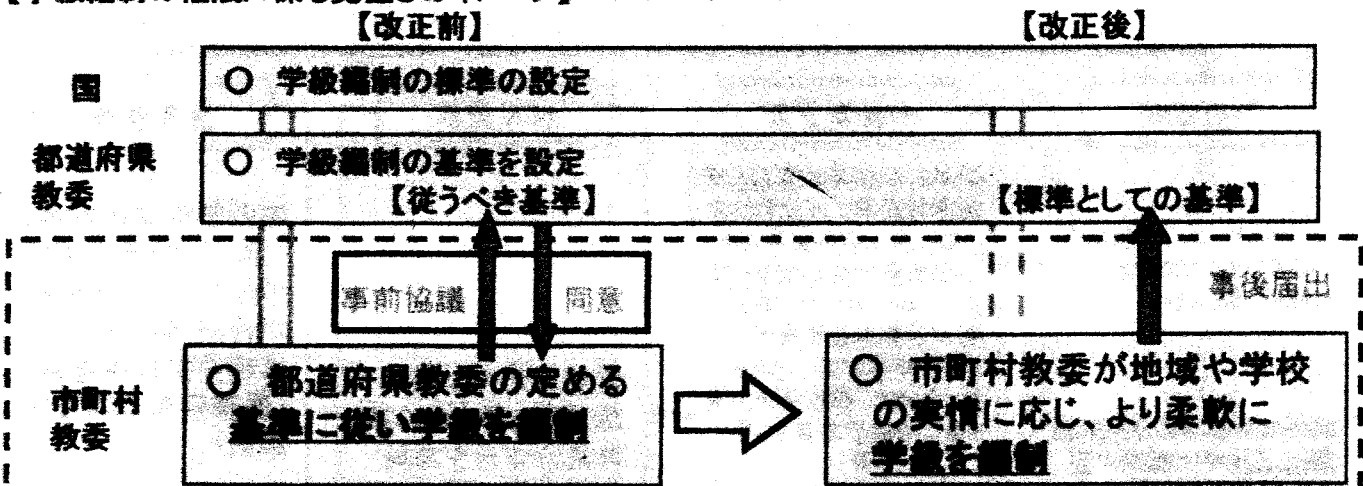 【改正前】
【改正後】
国
○ 学級編制の標準の設定
都道府県
教委
○ 学級編制の基準を設定
【従うべき基準】
【標準としての基準】
事前協議
同意
事後届出
市町村
教委
○ 都道府県教委の定める
基準に従い学級を編制
○ 市町村教委が地域や学校
の実情に応じ、より柔軟に
学級を編制